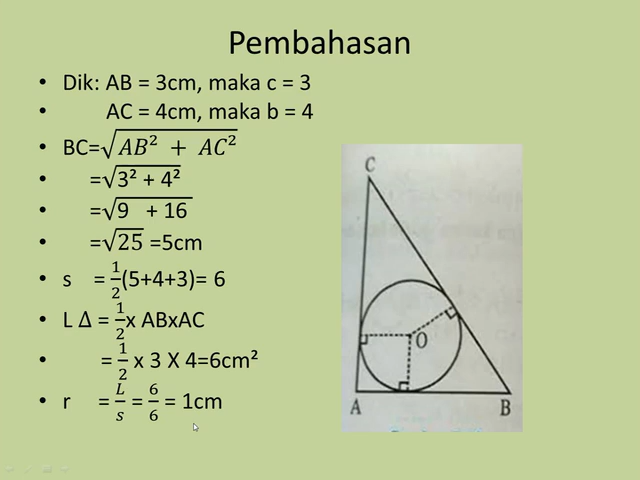 Pembahasan
• Dik: AB = 3cm, maka c = 3
• AC = 4cm, maka b = 4
• BC=√(AB² + AC²)
• =√(3² + 4²)
• =√(9 + 16)
• =√25 =5cm
• s = 1/2(5+4+3)= 6
• L Δ = 1/2x ABxAC
• = 1/2 x 3 X 4=6cm²
• r = L/s = 6/6 = 1cm
C
O
A B